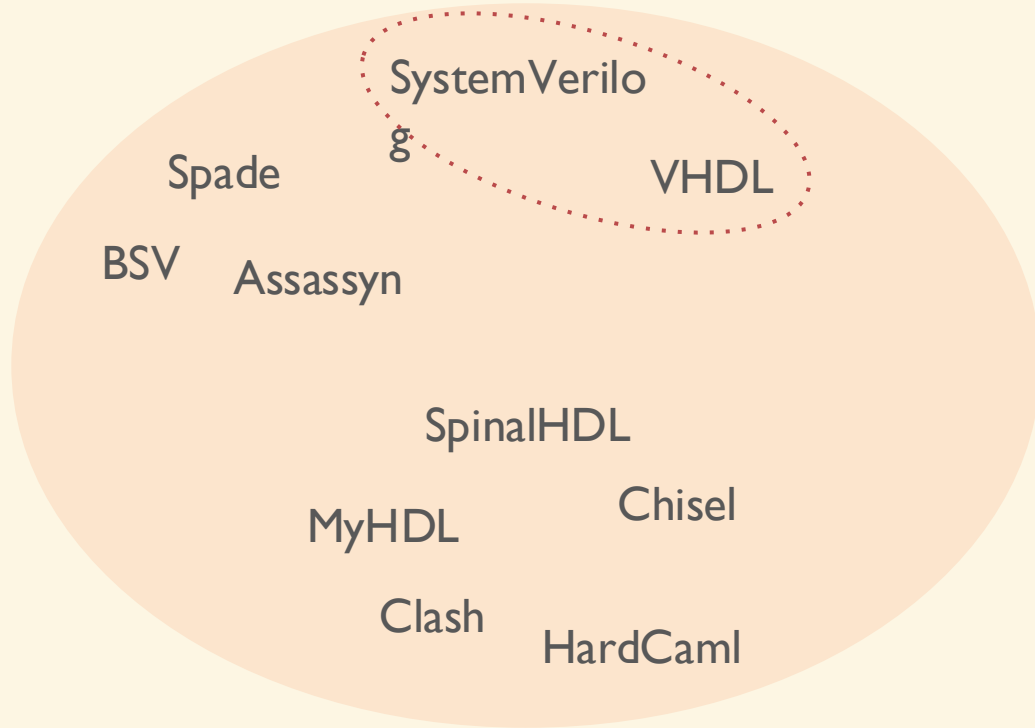 SystemVerilo
g
Spade
VHDL
BSV
Assassyn
SpinalHDL
Chisel
MyHDL
Clash
HardCaml